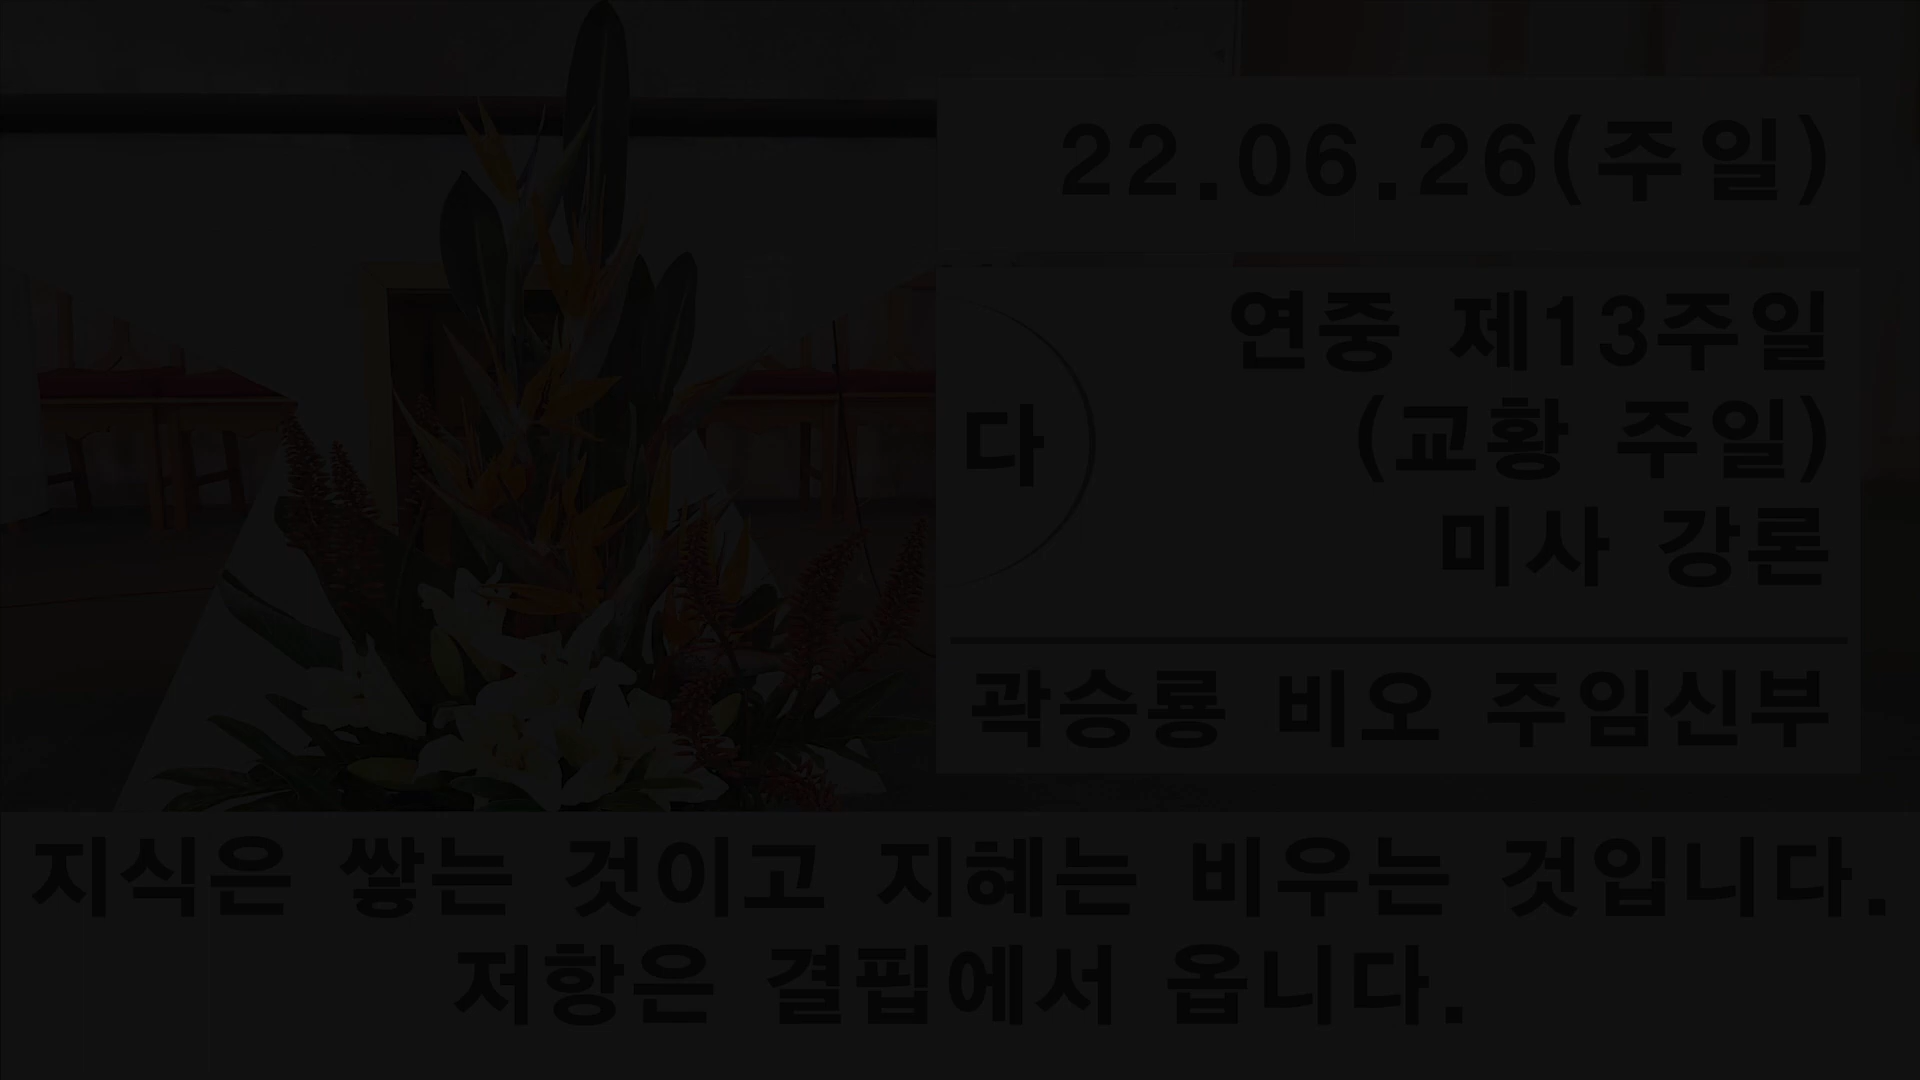 22.06.26(주일)
연중 제13주일
(교황 주일)
다
미사 강론
곽승룡 비오 주임신부
지식은 쌓는 것이고 지혜는 비우는 것입니다.
저항은 결핍에서 옵니다.